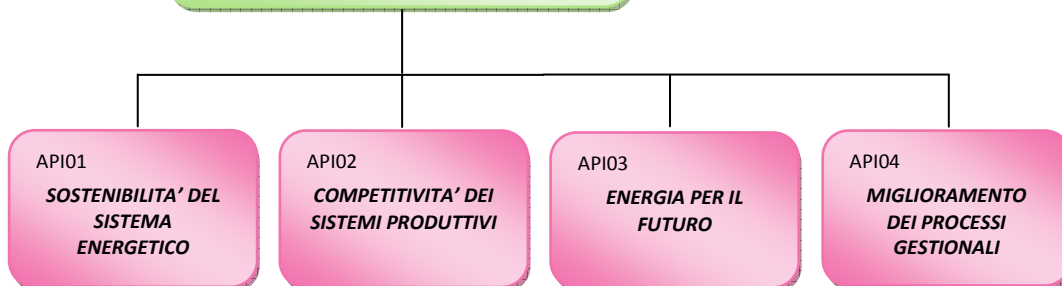 API01
SOSTENIBILITA’ DEL
SISTEMA
ENERGETICO
API02
COMPETITIVITA’ DEI
SISTEMI PRODUTTIVI
API03
ENERGIA PER IL
FUTURO
API04
MIGLIORAMENTO
DEI PROCESSI
GESTIONALI